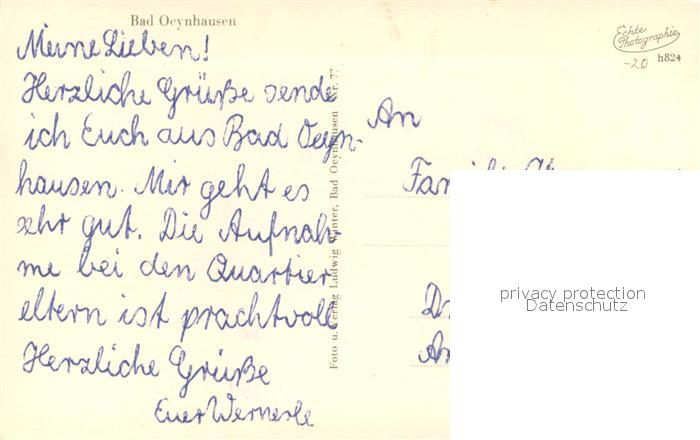 Bad Oeynhausen
Meine Lieben!
Herzliche Grüße sende
ich Euch aus Bad Oeyn-
hausen. Mir geht es
sehr gut. Die Aufnah-
me bei den Quartier
eltern ist prachtvoll
Herzliche Grüße
Euer Wernerle
Foto u. Verlag Ludwig Winter, Bad Oeynhausen Nr. 77
Echte
Photographie
-20 h824
An
privacy protection
Datenschutz